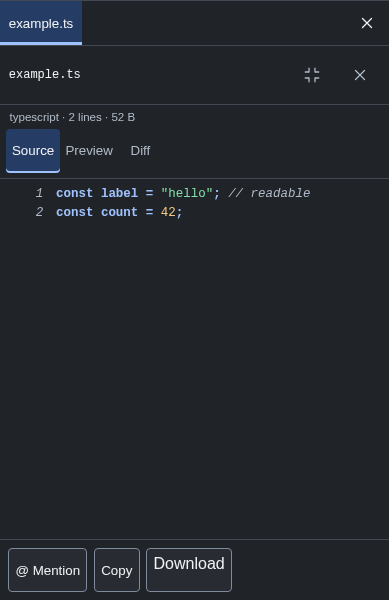 example.ts
example.ts
typescript · 2 lines · 52 B
Source Preview Diff
1 const label = "hello"; // readable
2 const count = 42;
@ Mention Copy Download